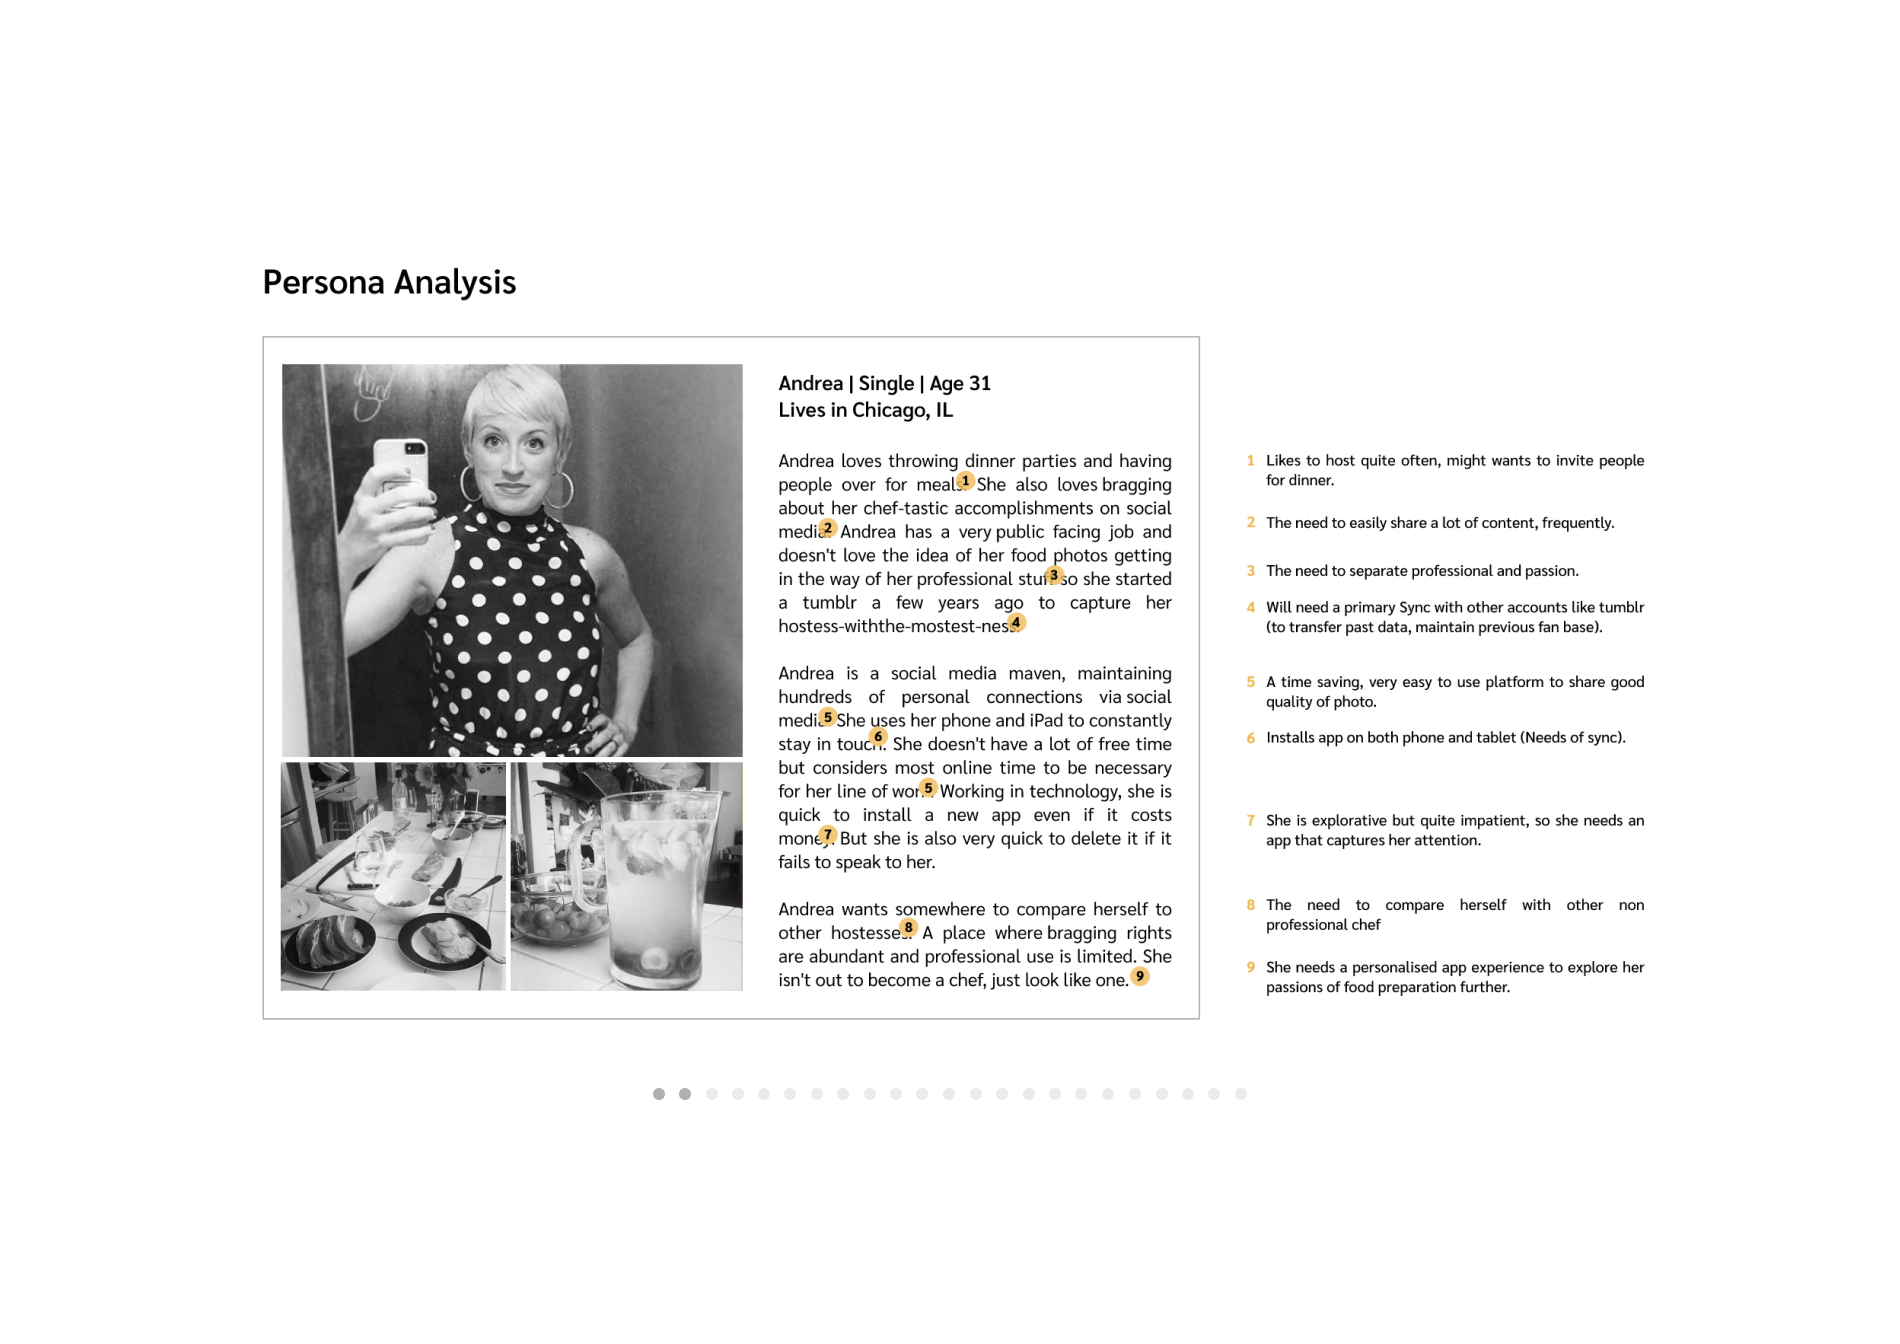 Persona Analysis
Andrea | Single | Age 31
Lives in Chicago, IL
Andrea loves throwing dinner parties and having
people over for meals. 1 She also loves bragging
about her chef-tastic accomplishments on social
media. 2 Andrea has a very public facing job and
doesn't love the idea of her food photos getting
in the way of her professional stuff 3 so she started
a tumblr a few years ago to capture her
hostess-withthe-mostest-ness. 4
Andrea is a social media maven, maintaining
hundreds of personal connections via social
media. 5 She uses her phone and iPad to constantly
stay in touch. 6 She doesn't have a lot of free time
but considers most online time to be necessary
for her line of work. 5 Working in technology, she is
quick to install a new app even if it costs
money. 7 But she is also very quick to delete it if it
fails to speak to her.
Andrea wants somewhere to compare herself to
other hostesses. 8 A place where bragging rights
are abundant and professional use is limited. She
isn't out to become a chef, just look like one. 9
1 Likes to host quite often, might wants to invite people
for dinner.
2 The need to easily share a lot of content, frequently.
3 The need to separate professional and passion.
4 Will need a primary Sync with other accounts like tumblr
(to transfer past data, maintain previous fan base).
5 A time saving, very easy to use platform to share good
quality of photo.
6 Installs app on both phone and tablet (Needs of sync).
7 She is explorative but quite impatient, so she needs an
app that captures her attention.
8 The need to compare herself with other non
professional chef
9 She needs a personalised app experience to explore her
passions of food preparation further.